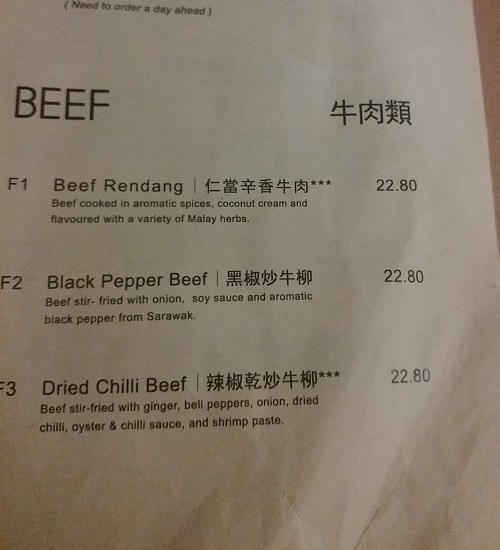 ( Need to order a day ahead )
BEEF 牛肉類
F1 Beef Rendang | 仁當辛香牛肉*** 22.80
Beef cooked in aromatic spices, coconut cream and
flavoured with a variety of Malay herbs.
F2 Black Pepper Beef | 黑椒炒牛柳 22.80
Beef stir- fried with onion, soy sauce and aromatic
black pepper from Sarawak.
F3 Dried Chilli Beef | 辣椒乾炒牛柳*** 22.80
Beef stir-fried with ginger, bell peppers, onion, dried
chilli, oyster & chilli sauce, and shrimp paste.